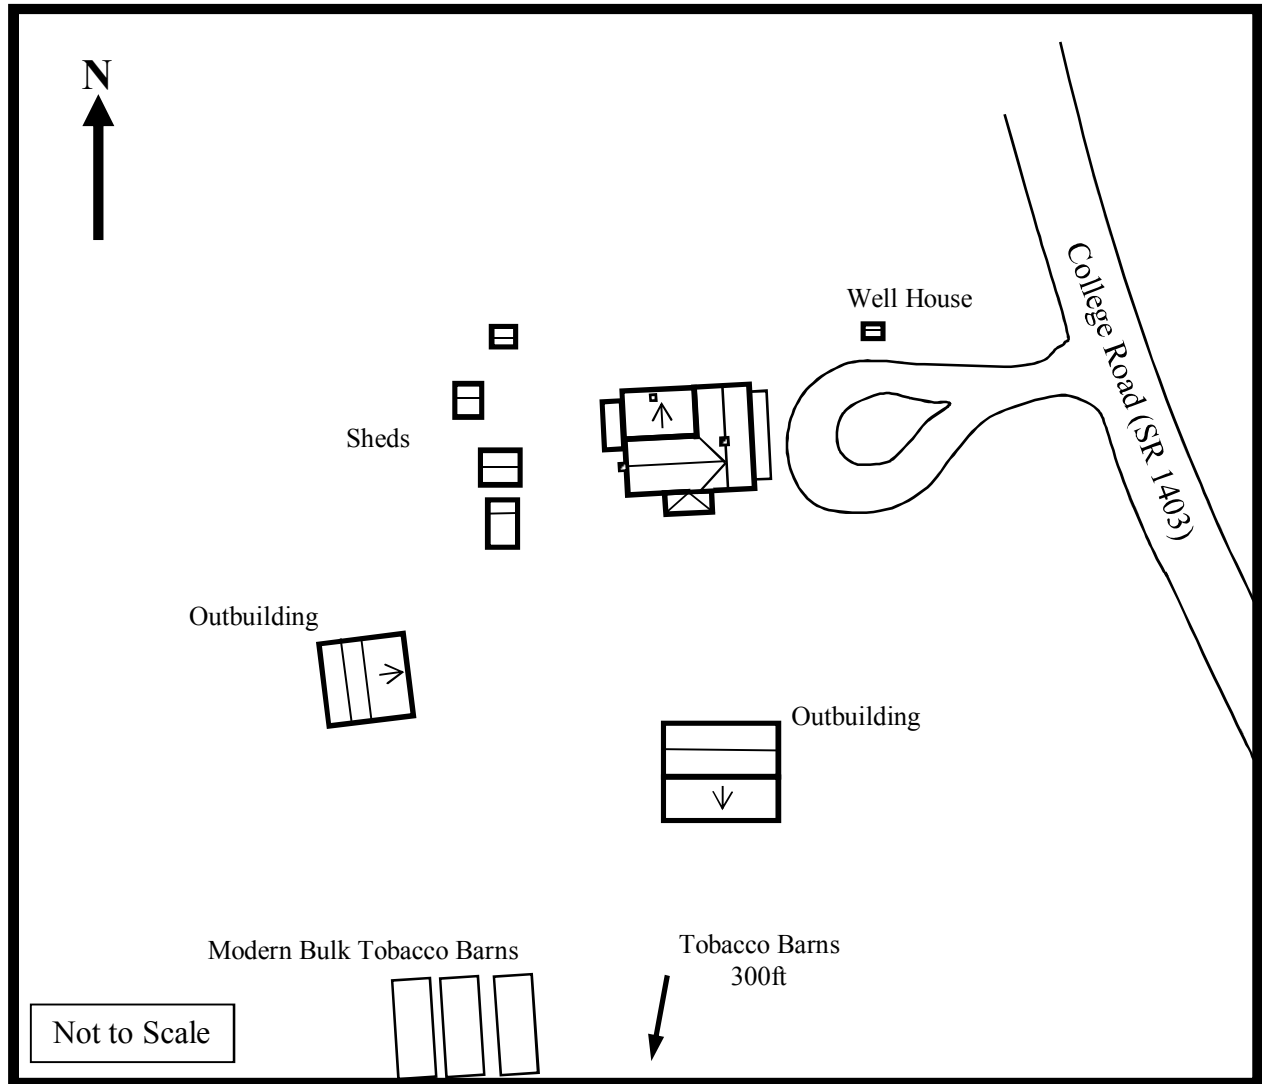 N
Well House
College Road (SR 1403)
Sheds
Outbuilding
Outbuilding
Modern Bulk Tobacco Barns
Tobacco Barns
300ft
Not to Scale